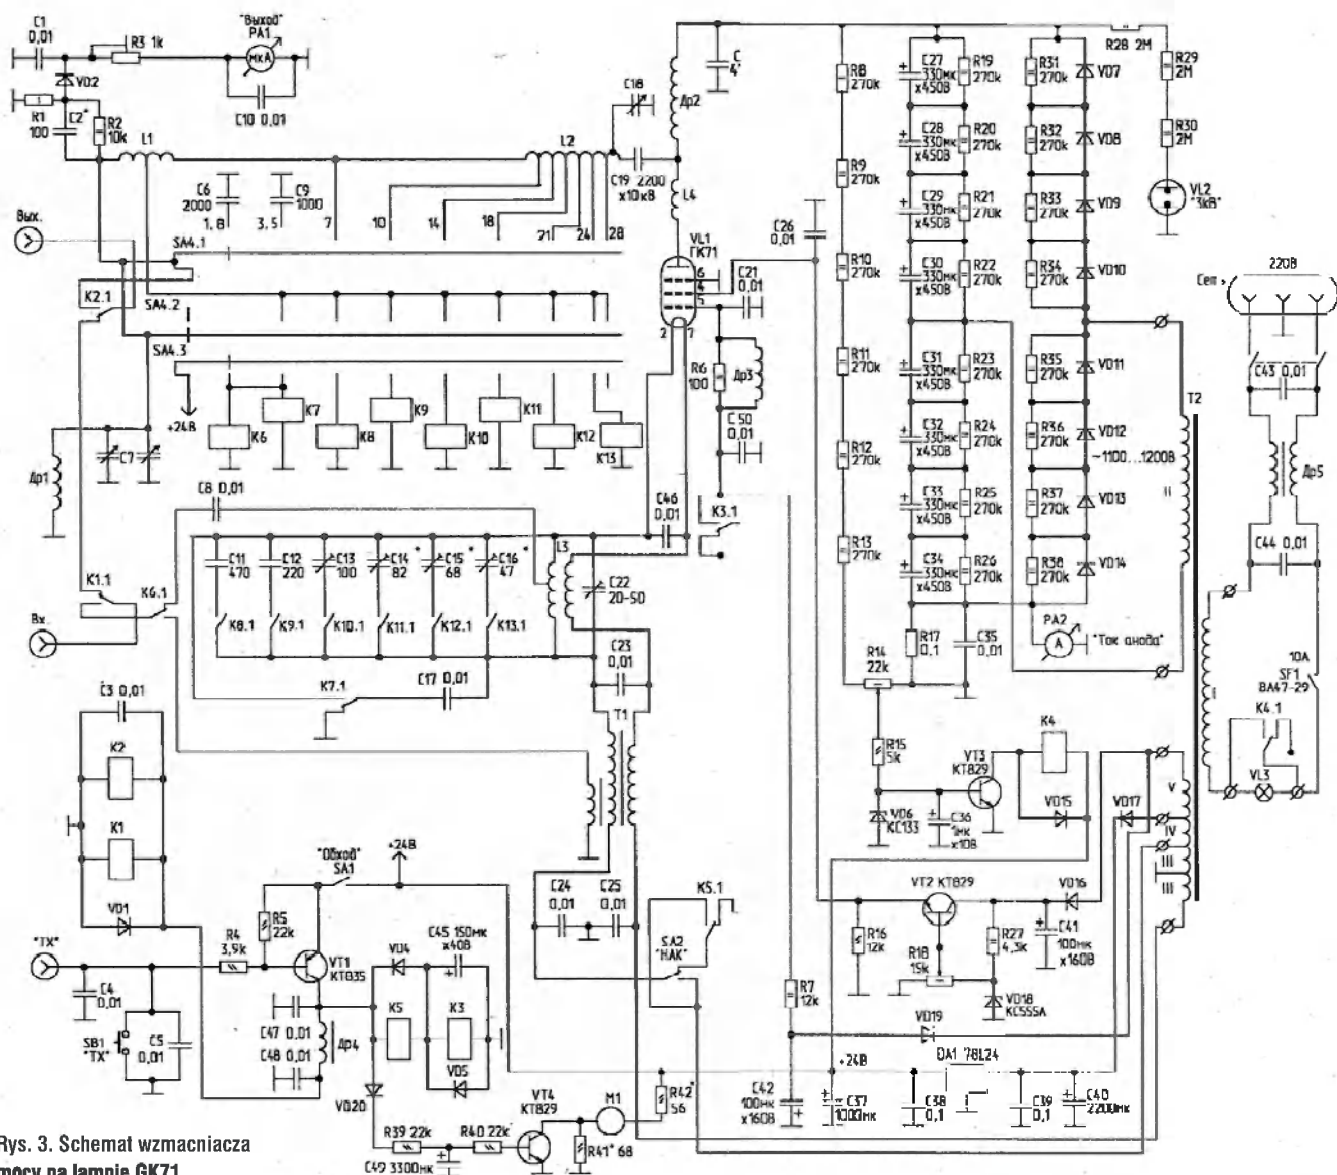 C1
0,01
R3 1k
"Выход"
PA1
мкА
VD2
C10 0,01
R1
100
C2*
R2
10k
L1
L2
C18
Др2
C
4*
C19 2200
x10кВ
L4
C6
2000
1,8
C9
1000
3,5
7
10
14
18
21
24
28
Вых.
SA4.1
K2.1
SA4.2
SA4.3
+24В
VL1
ГК71
6
4
5
2
7
C21
0,01
C26
0,01
R6
100
Др3
C50
0,01
K6
K7
K8
K9
K10
K11
K12
K13
C7
Др1
C8 0,01
C46
0,01
K3.1
C11
470
C12
220
C13
100
C14*
82
C15*
68
C16*
47
L3
C22
20-50
K1.1
K6.1
Вх.
K8.1
K9.1
K10.1
K11.1
K12.1
K13.1
C23
0,01
C17 0,01
K7.1
T1
C3 0,01
K2
K1
VD1
"Обход"
SA1
+24В
"TX"
R4
3,9k
R5
22k
VT1
КТ835
C4
0,01
SB1
"TX"
C5
0,01
C47 0,01
C48 0,01
Др4
VD4
C45 150мк
x40В
K5
K3
VD5
VD20
R39 22k
R40 22k
C49 3300мк
VT4
КТ829
M1
R41* 68
R42*
56
C24
0,01
C25
0,01
K5.1
SA2
"НАК"
R7
12k
C42
100мк
x160В
R8
270k
R9
270k
R10
270k
R11
270k
R12
270k
R13
270k
R14
22k
R15
5k
VD6
КС133
C36
1мк
x10В
VT3
КТ829
K4
VD15
VD17
C27
330мк
x450В
C28
330мк
x450В
C29
330мк
x450В
C30
330мк
x450В
C31
330мк
x450В
C32
330мк
x450В
C33
330мк
x450В
C34
330мк
x450В
R19
270k
R20
270k
R21
270k
R22
270k
R23
270k
R24
270k
R25
270k
R26
270k
R31
270k
R32
270k
R33
270k
R34
270k
R35
270k
R36
270k
R37
270k
R38
270k
VD7
VD8
VD9
VD10
VD11
VD12
~1100...1200В
VD13
VD14
R28 2M
R29
2M
R30
2M
VL2
"3кВ"
R17
0,1
C35
0,01
PA2
A
"Ток анода"
T2
I
II
V
IV
III
III
220В
Сеть
C43 0,01
Др5
C44 0,01
10A
SF1
ВА47-29
K4.1
VL3
VT2 КТ829
VD16
R16
12k
R18
15k
R27
4,3k
C41
100мк
x160В
VD18
КС555А
VD19
+24В
DA1 78L24
C37
1000мк
C38
0,1
C39
0,1
C40
2200мк
Rys. 3. Schemat wzmacniacza
mocy na lampie GK71